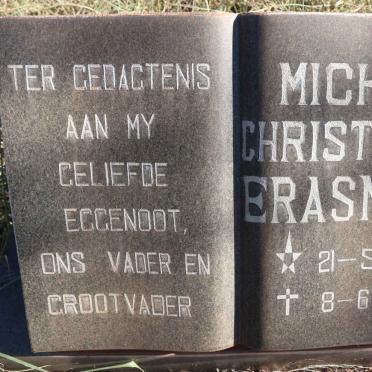 TER GEDAGTENIS
AAN MY
GELIEFDE
EGGENOOT,
ONS VADER EN
GROOTVADER
MICH
CHRIST
ERASM
21-5
8-6